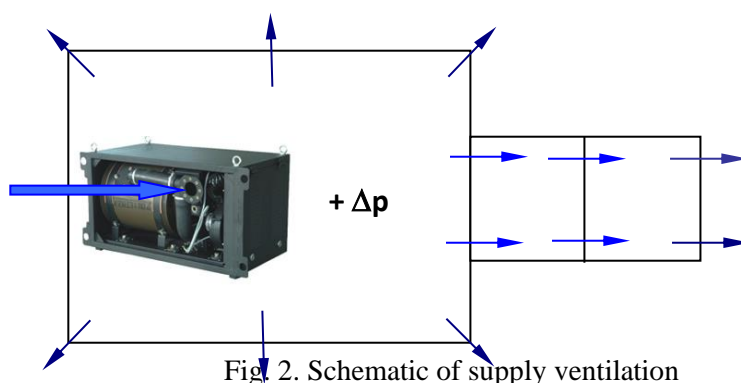 + Δp
Fig. 2. Schematic of supply ventilation